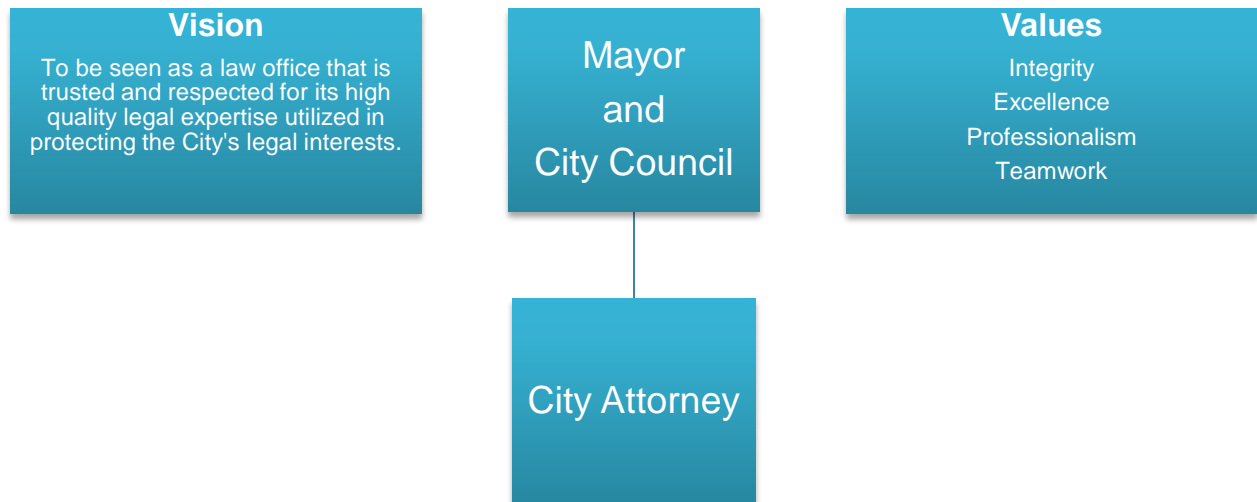 Vision
To be seen as a law office that is
trusted and respected for its high
quality legal expertise utilized in
protecting the City's legal interests.
Mayor
and
City Council
Values
Integrity
Excellence
Professionalism
Teamwork
City Attorney